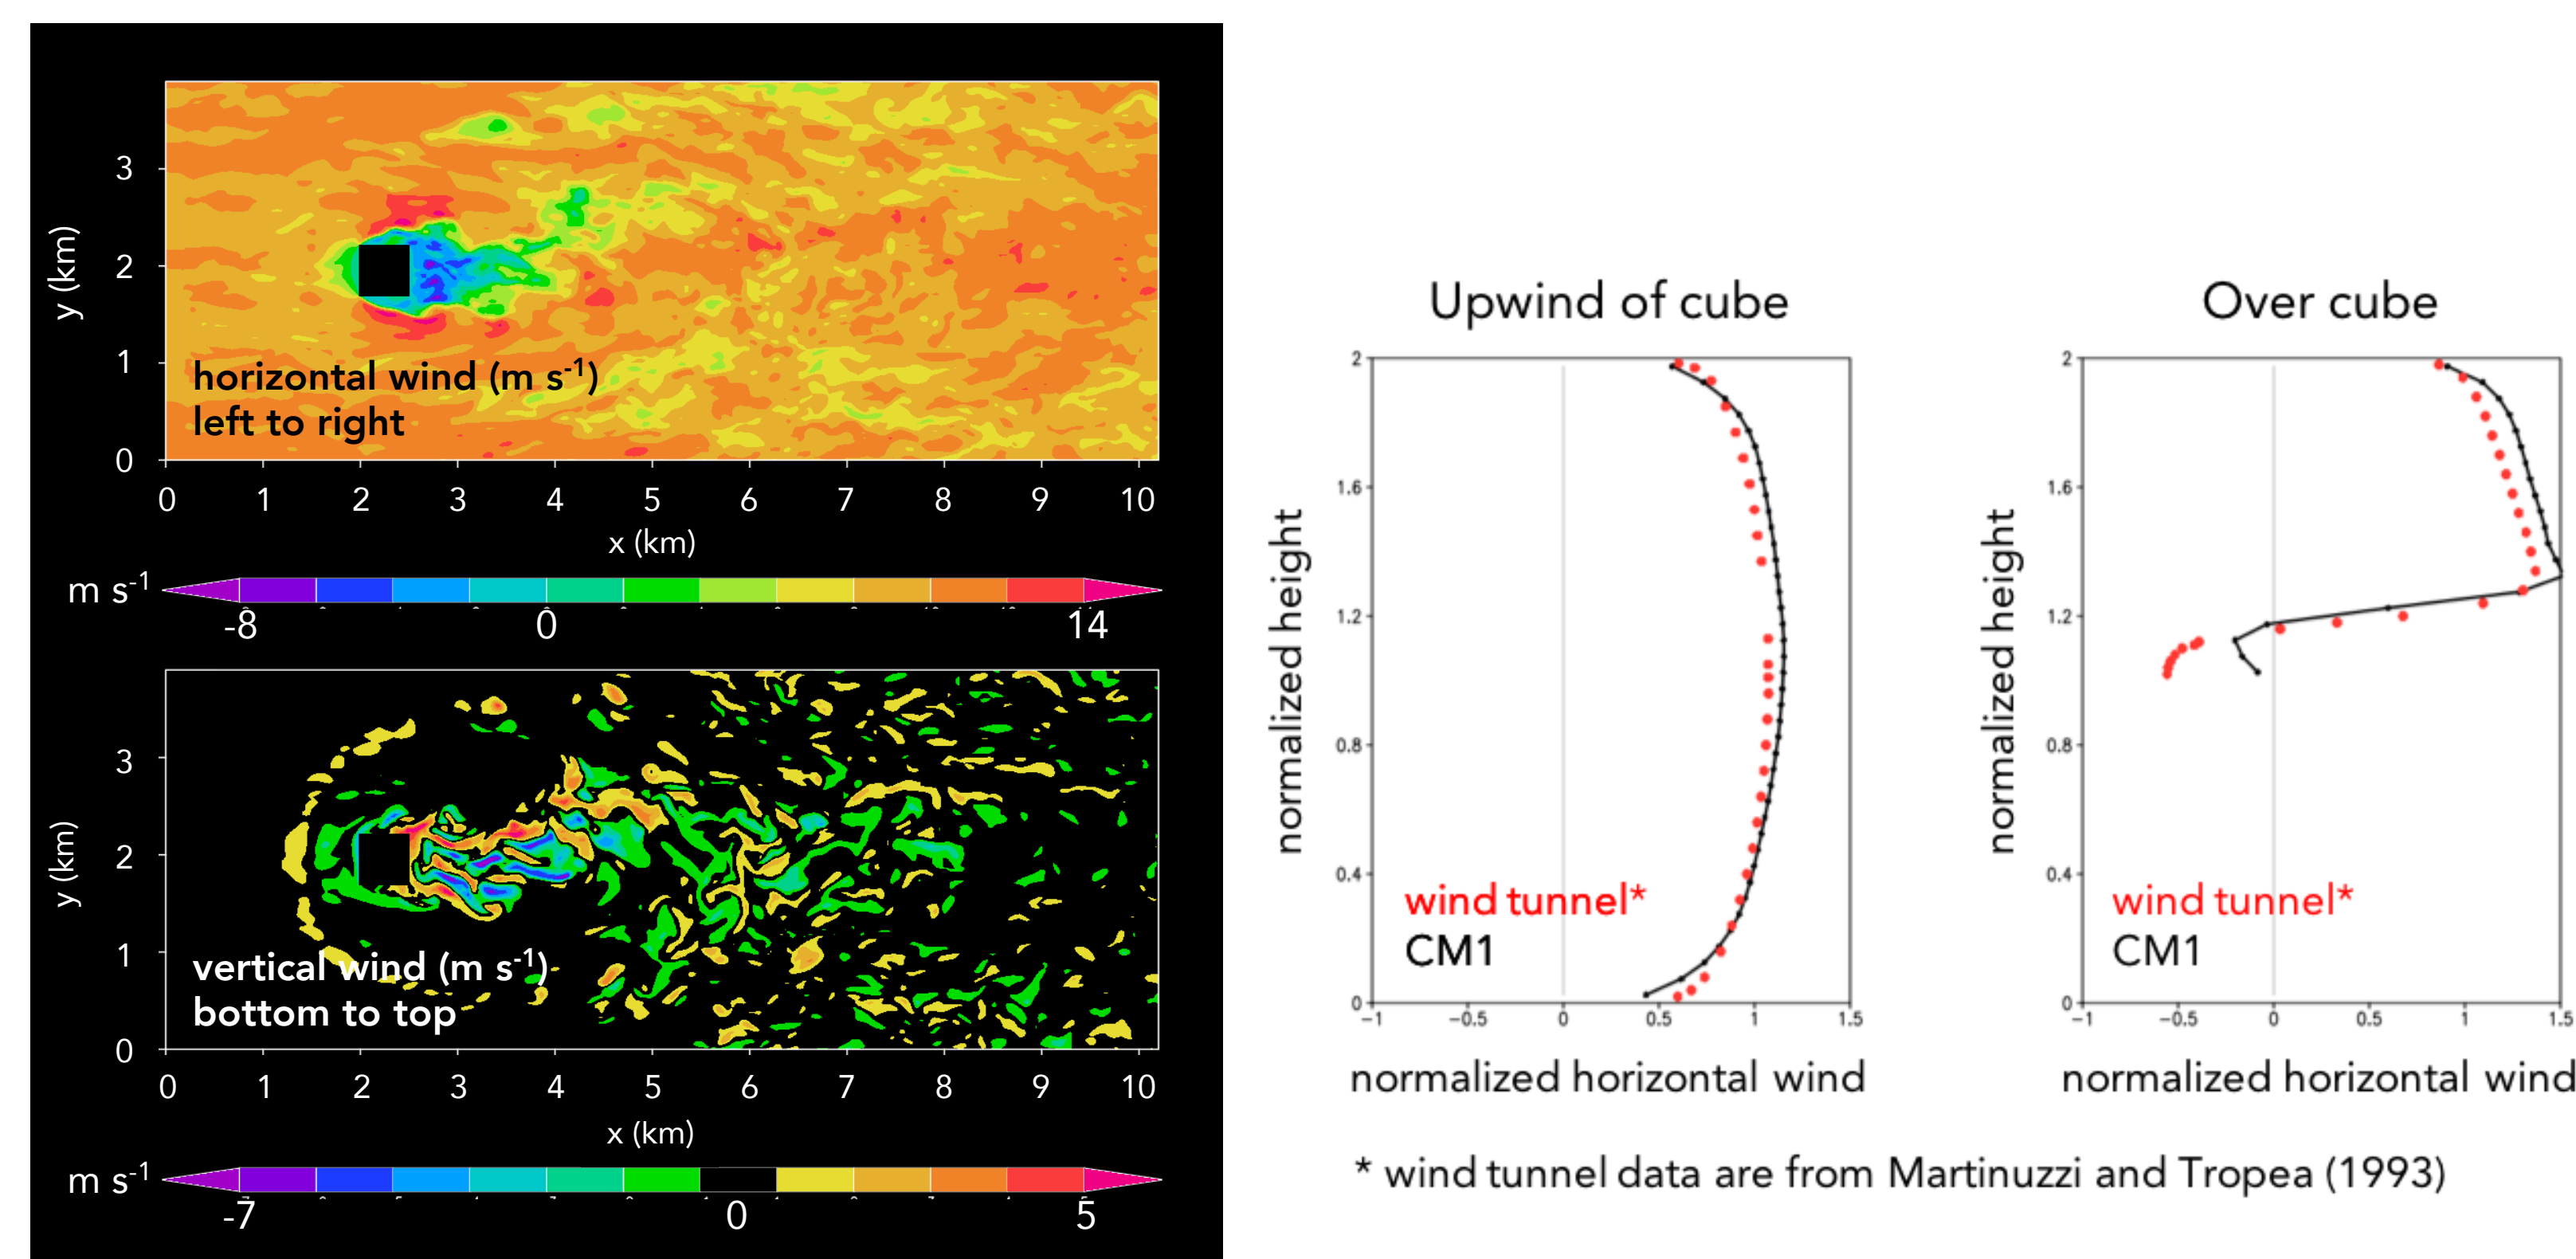 3
2
1
0
y (km)
horizontal wind (m s-1)
left to right
0 1 2 3 4 5 6 7 8 9 10
x (km)
m s-1
-8 0 14
3
2
1
0
y (km)
vertical wind (m s-1)
bottom to top
0 1 2 3 4 5 6 7 8 9 10
x (km)
m s-1
-7 0 5
Upwind of cube
2
1.6
1.2
0.8
0.4
0
normalized height
wind tunnel*
CM1
−1 −0.5 0 0.5 1 1.5
normalized horizontal wind
Over cube
2
1.6
1.2
0.8
0.4
0
normalized height
wind tunnel*
CM1
−1 −0.5 0 0.5 1 1.5
normalized horizontal wind
* wind tunnel data are from Martinuzzi and Tropea (1993)